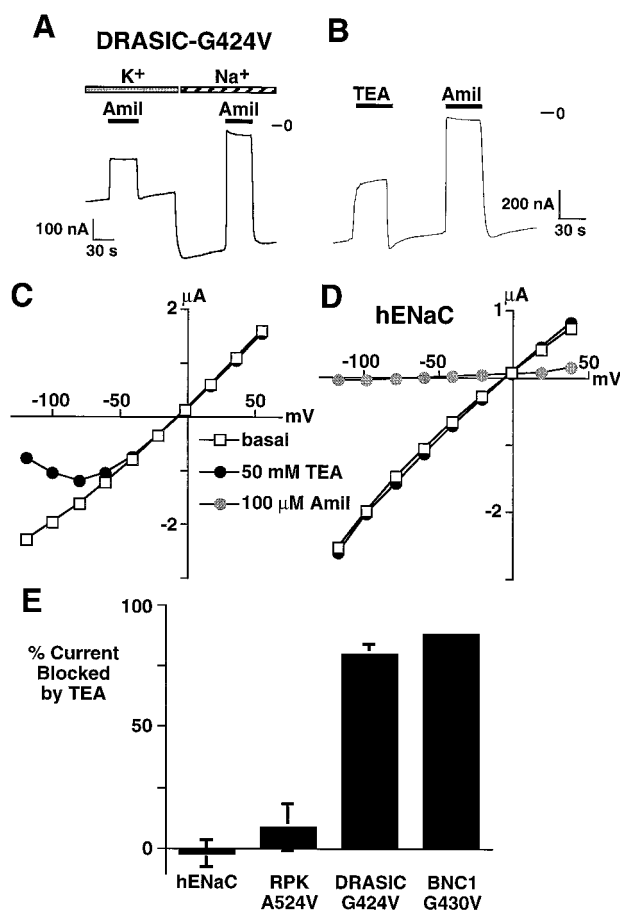 A
DRASIC-G424V
K+
Na+
Amil
Amil
0
100 nA
30 s
B
TEA
Amil
0
200 nA
30 s
C
µA
2
-100
-50
50
mV
-2
basal
50 mM TEA
100 µM Amil
D
hENaC
µA
1
-100
-50
50
mV
-2
E
% Current
Blocked
by TEA
100
50
0
hENaC
RPK
A524V
DRASIC
G424V
BNC1
G430V